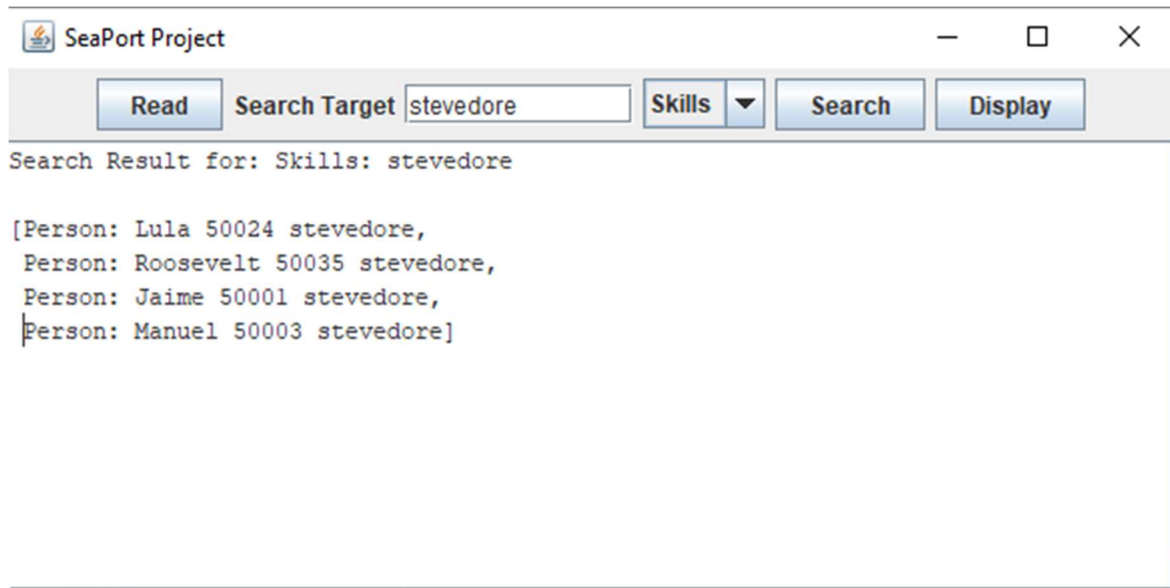 SeaPort Project
Read Search Target stevedore Skills Search Display
Search Result for: Skills: stevedore
[Person: Lula 50024 stevedore,
Person: Roosevelt 50035 stevedore,
Person: Jaime 50001 stevedore,
Person: Manuel 50003 stevedore]